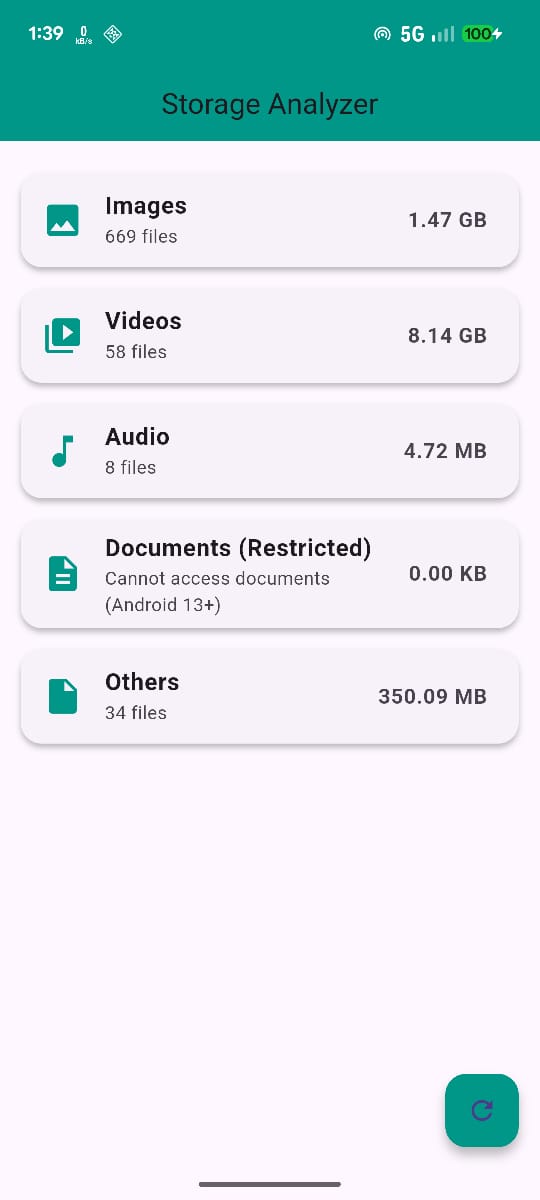 1:39 0 kB/s 5G 100
Storage Analyzer
Images
669 files
1.47 GB
Videos
58 files
8.14 GB
Audio
8 files
4.72 MB
Documents (Restricted)
Cannot access documents
(Android 13+)
0.00 KB
Others
34 files
350.09 MB